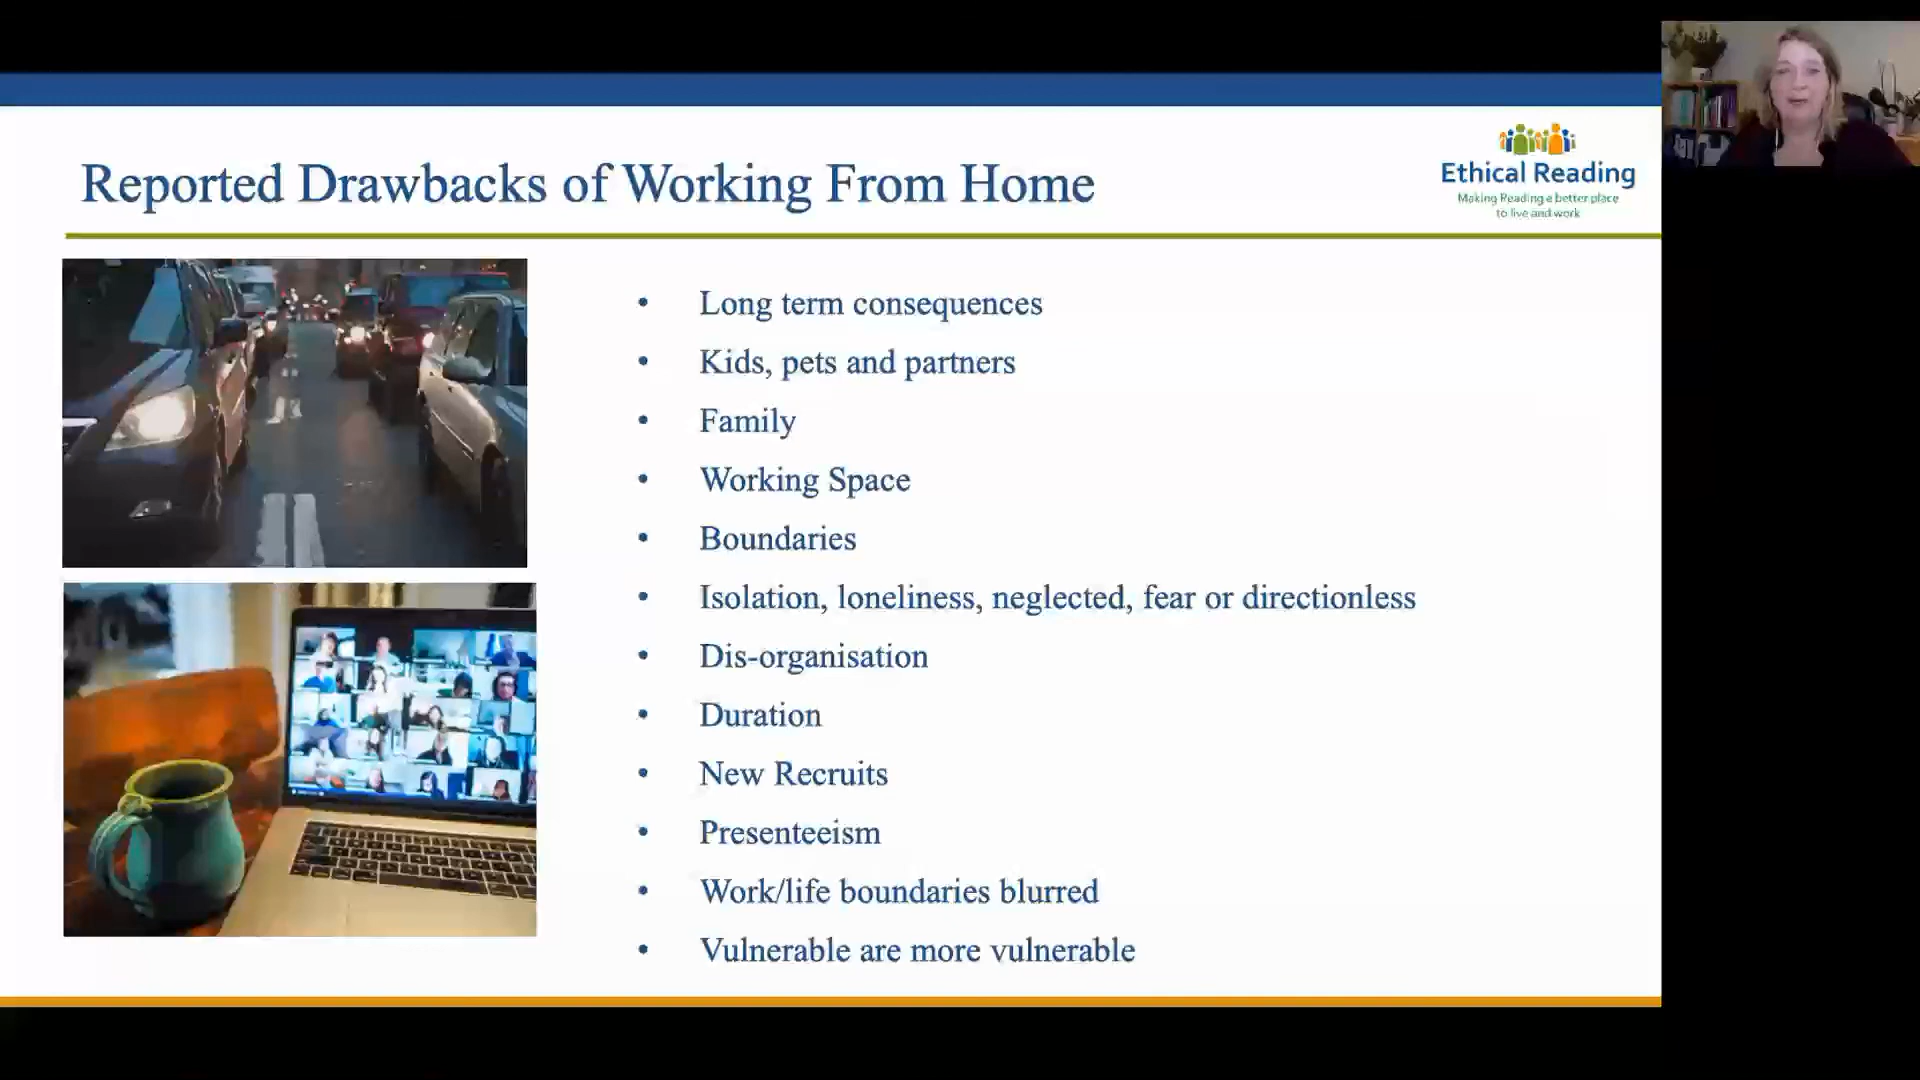 Reported Drawbacks of Working From Home
Ethical Reading
Making Reading a better place
to live and work
• Long term consequences
• Kids, pets and partners
• Family
• Working Space
• Boundaries
• Isolation, loneliness, neglected, fear or directionless
• Dis-organisation
• Duration
• New Recruits
• Presenteeism
• Work/life boundaries blurred
• Vulnerable are more vulnerable